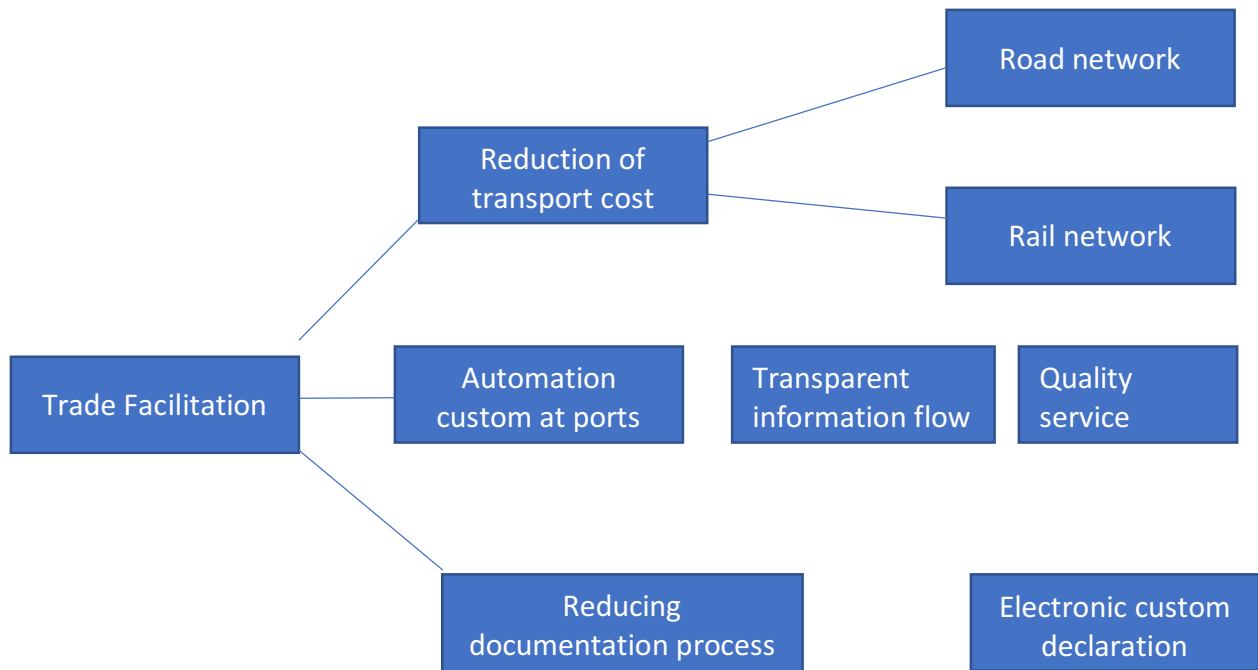 Road network
Reduction of
transport cost
Rail network
Trade Facilitation
Automation
custom at ports
Transparent
information flow
Quality
service
Reducing
documentation process
Electronic custom
declaration